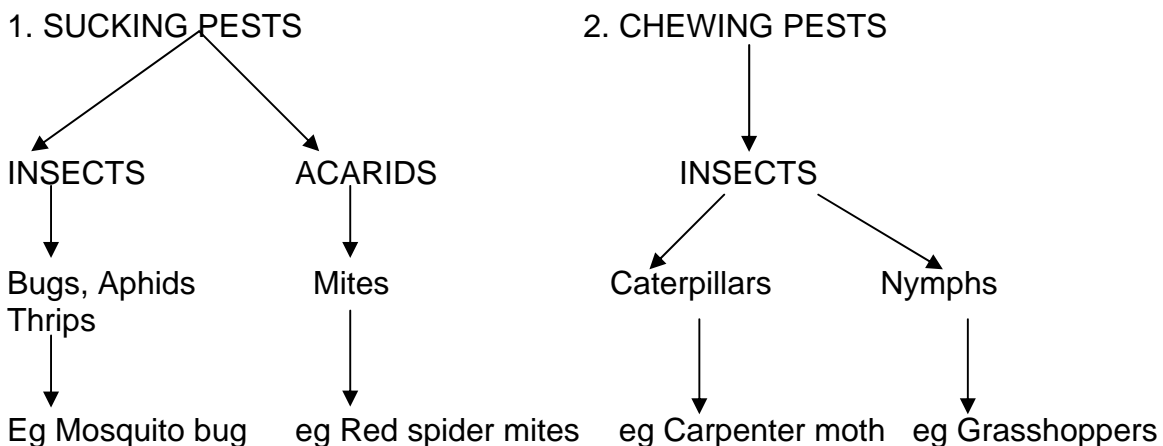 1. SUCKING PESTS
2. CHEWING PESTS
INSECTS
ACARIDS
INSECTS
Bugs, Aphids
Thrips
Mites
Caterpillars
Nymphs
Eg Mosquito bug
eg Red spider mites
eg Carpenter moth
eg Grasshoppers